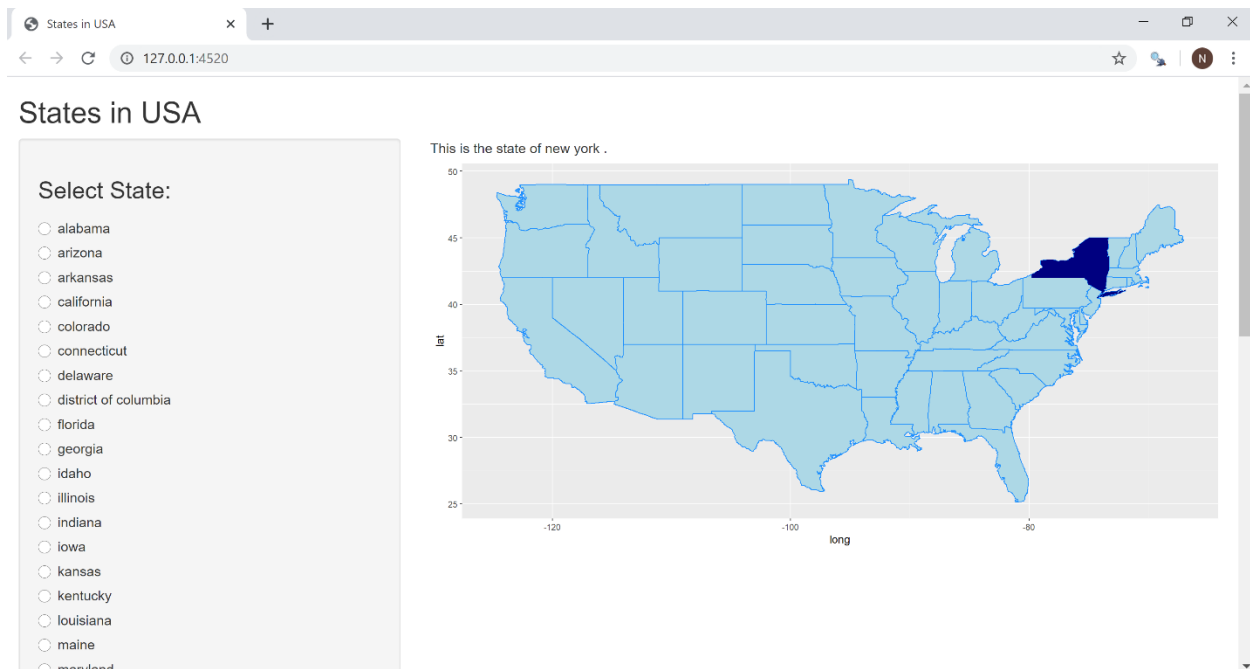 States in USA
127.0.0.1:4520
N
States in USA
Select State:
alabama
arizona
arkansas
california
colorado
connecticut
delaware
district of columbia
florida
georgia
idaho
illinois
indiana
iowa
kansas
kentucky
louisiana
maine
maryland
This is the state of new york .
50
45
40
35
30
25
lat
-120
-100
-80
long